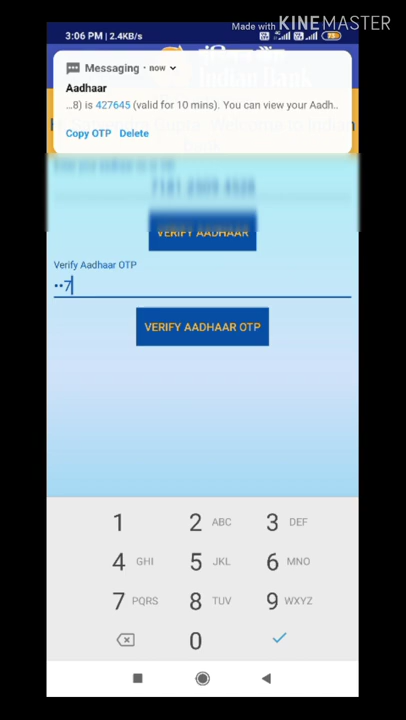 Made with KINEMASTER
3:06 PM | 2.4KB/s
Messaging • now
Indian Bank
Aadhaar
...8) is 427645 (valid for 10 mins). You can view your Aadh..
Copy OTP Delete
VERIFY AADHAAR
Verify Aadhaar OTP
••7
VERIFY AADHAAR OTP
1 2 ABC 3 DEF
4 GHI 5 JKL 6 MNO
7 PQRS 8 TUV 9 WXYZ
0